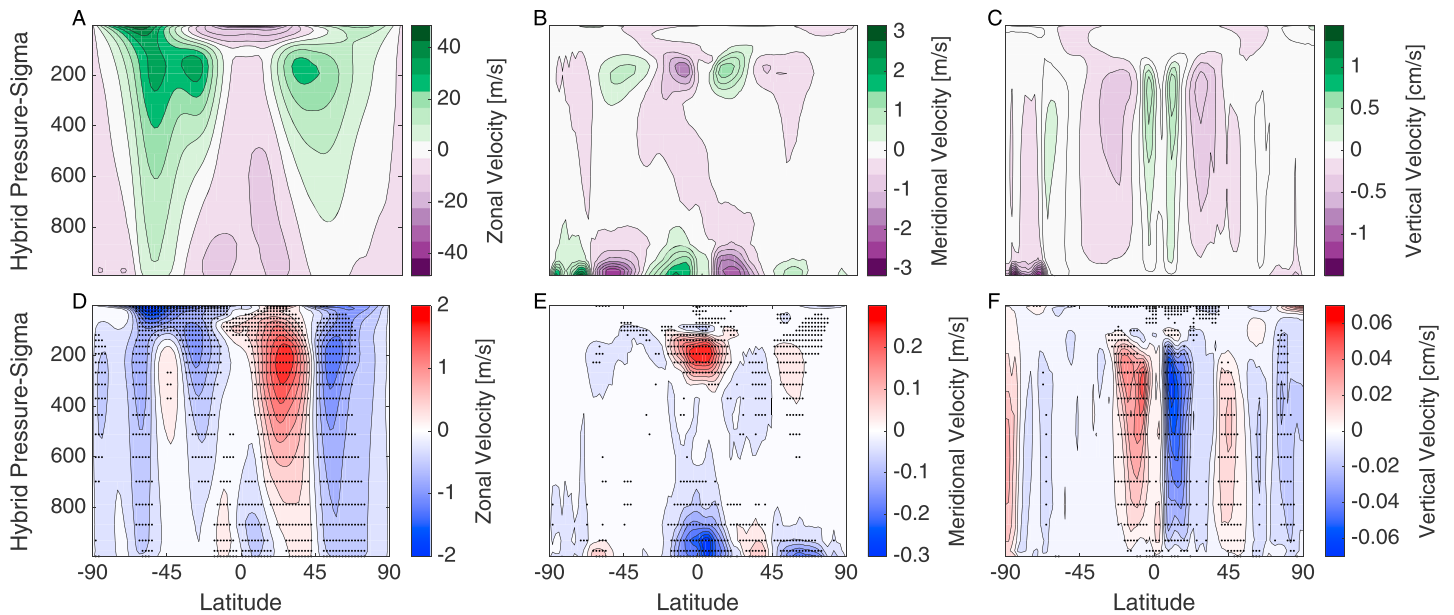 A
B
C
Hybrid Pressure-Sigma
200
400
600
800
40
20
0
-20
-40
Zonal Velocity [m/s]
3
2
1
0
-1
-2
-3
Meridional Velocity [m/s]
1
0.5
0
-0.5
-1
Vertical Velocity [cm/s]
D
E
F
Hybrid Pressure-Sigma
200
400
600
800
-90 -45 0 45 90
Latitude
2
1
0
-1
-2
Zonal Velocity [m/s]
-90 -45 0 45 90
Latitude
0.2
0.1
0
-0.1
-0.2
-0.3
Meridional Velocity [m/s]
-90 -45 0 45 90
Latitude
0.06
0.04
0.02
0
-0.02
-0.04
-0.06
Vertical Velocity [cm/s]